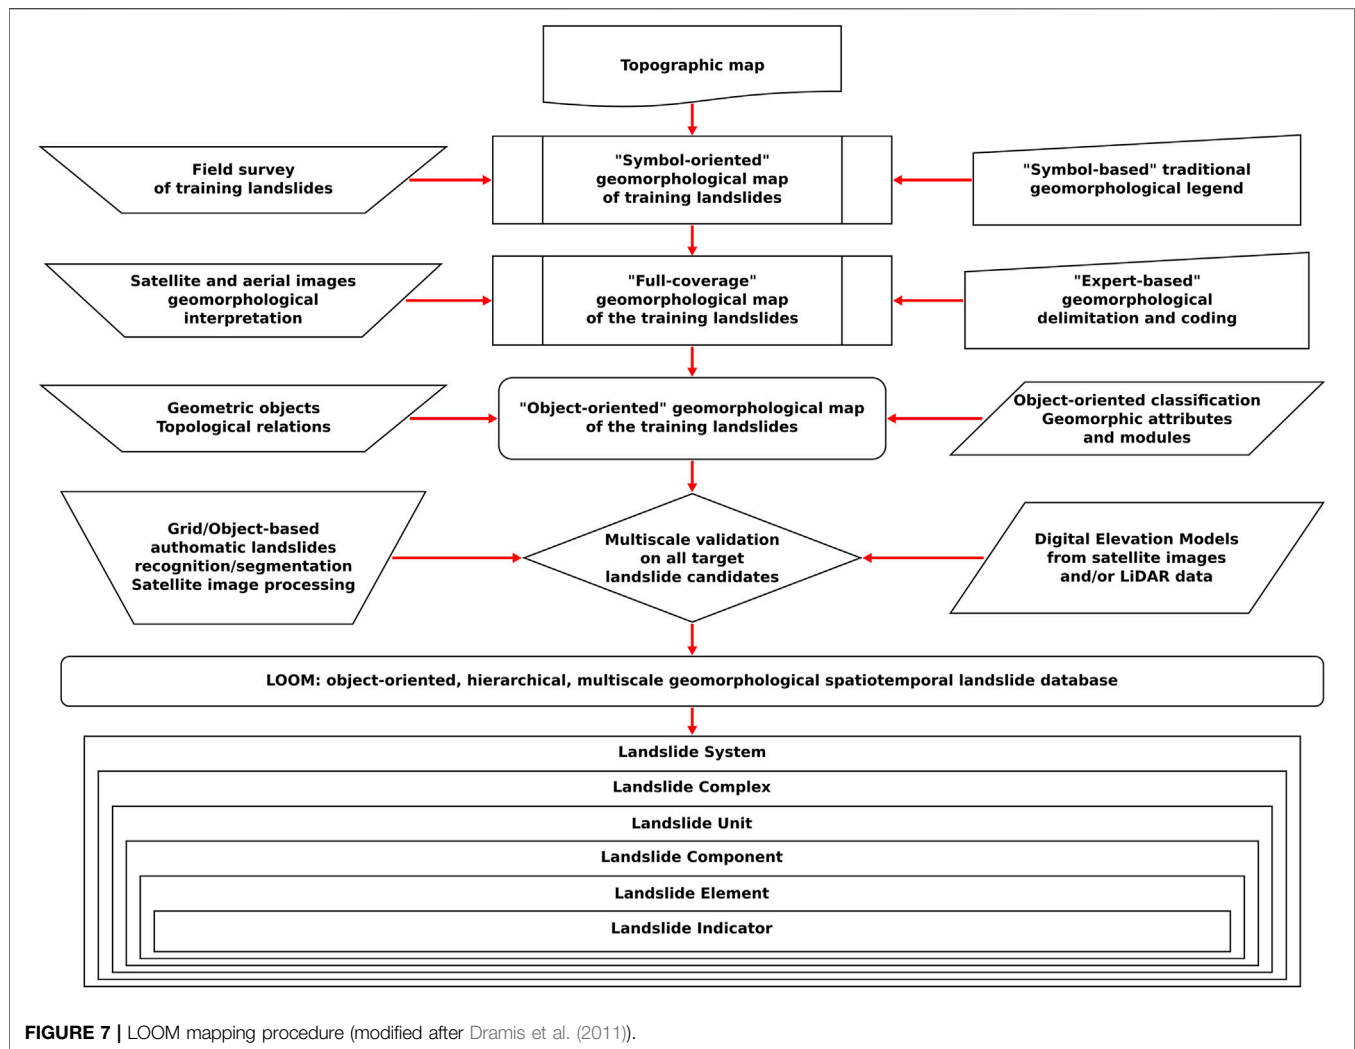 Topographic map
Field survey
of training landslides
"Symbol-oriented"
geomorphological map
of training landslides
"Symbol-based" traditional
geomorphological legend
Satellite and aerial images
geomorphological
interpretation
"Full-coverage"
geomorphological map
of the training landslides
"Expert-based"
geomorphological
delimitation and coding
Geometric objects
Topological relations
"Object-oriented" geomorphological map
of the training landslides
Object-oriented classification
Geomorphic attributes
and modules
Grid/Object-based
authomatic landslides
recognition/segmentation
Satellite image processing
Multiscale validation
on all target
landslide candidates
Digital Elevation Models
from satellite images
and/or LiDAR data
LOOM: object-oriented, hierarchical, multiscale geomorphological spatiotemporal landslide database
Landslide System
Landslide Complex
Landslide Unit
Landslide Component
Landslide Element
Landslide Indicator
FIGURE 7 | LOOM mapping procedure (modified after Dramis et al. (2011)).